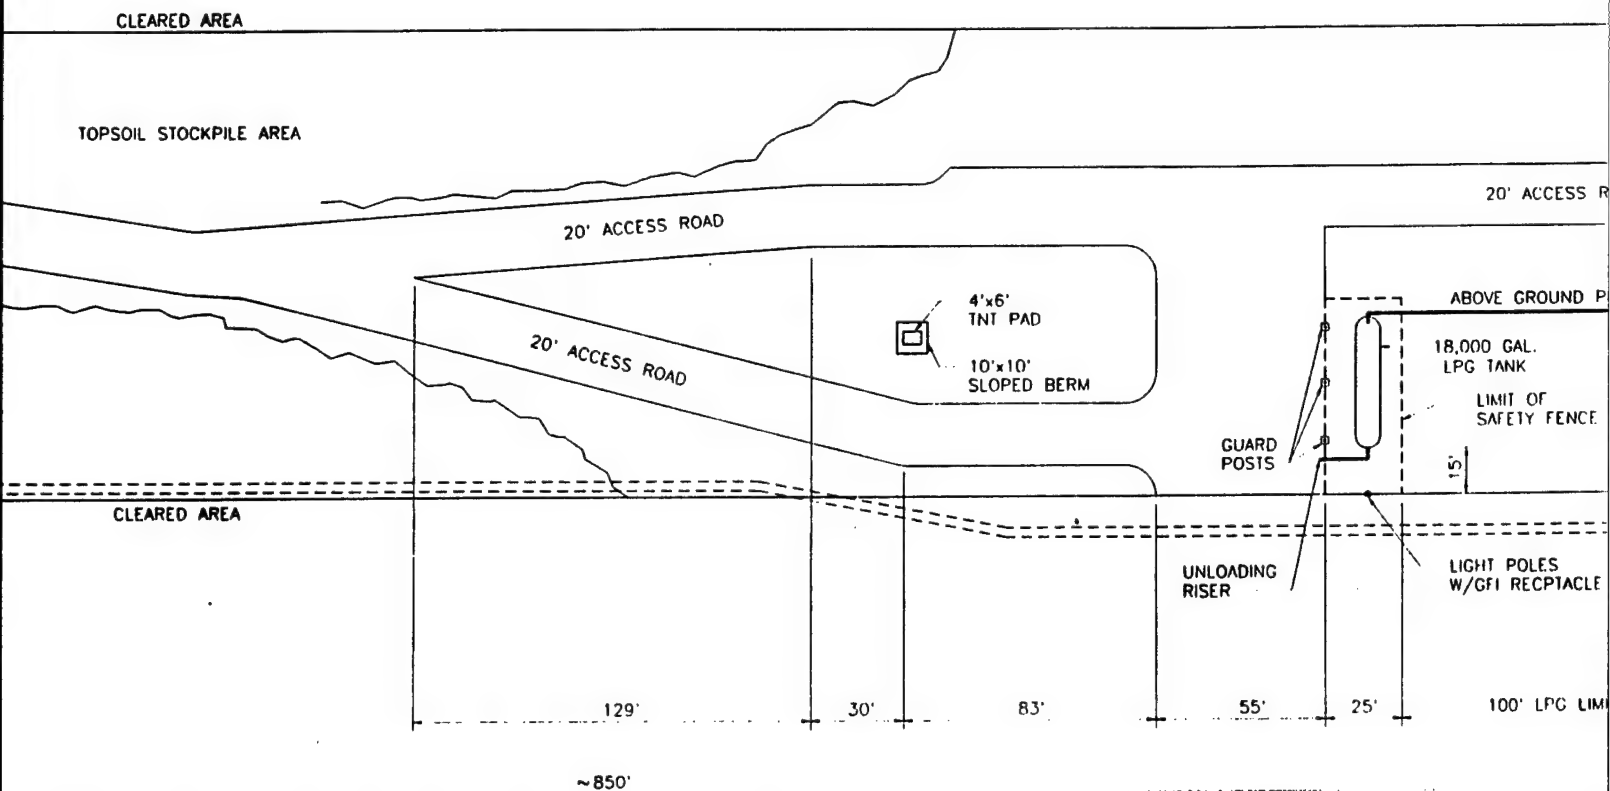 CLEARED AREA
TOPSOIL STOCKPILE AREA
20' ACCESS ROAD
20' ACCESS R
4'x6'
TNT PAD
10'x10'
SLOPED BERM
20' ACCESS ROAD
ABOVE GROUND P
18,000 GAL.
LPG TANK
LIMIT OF
SAFETY FENCE
GUARD
POSTS
15'
CLEARED AREA
UNLOADING
RISER
LIGHT POLES
W/GFI RECPTACLE
129'
30'
83'
55'
25'
100' LPG LIM
~850'